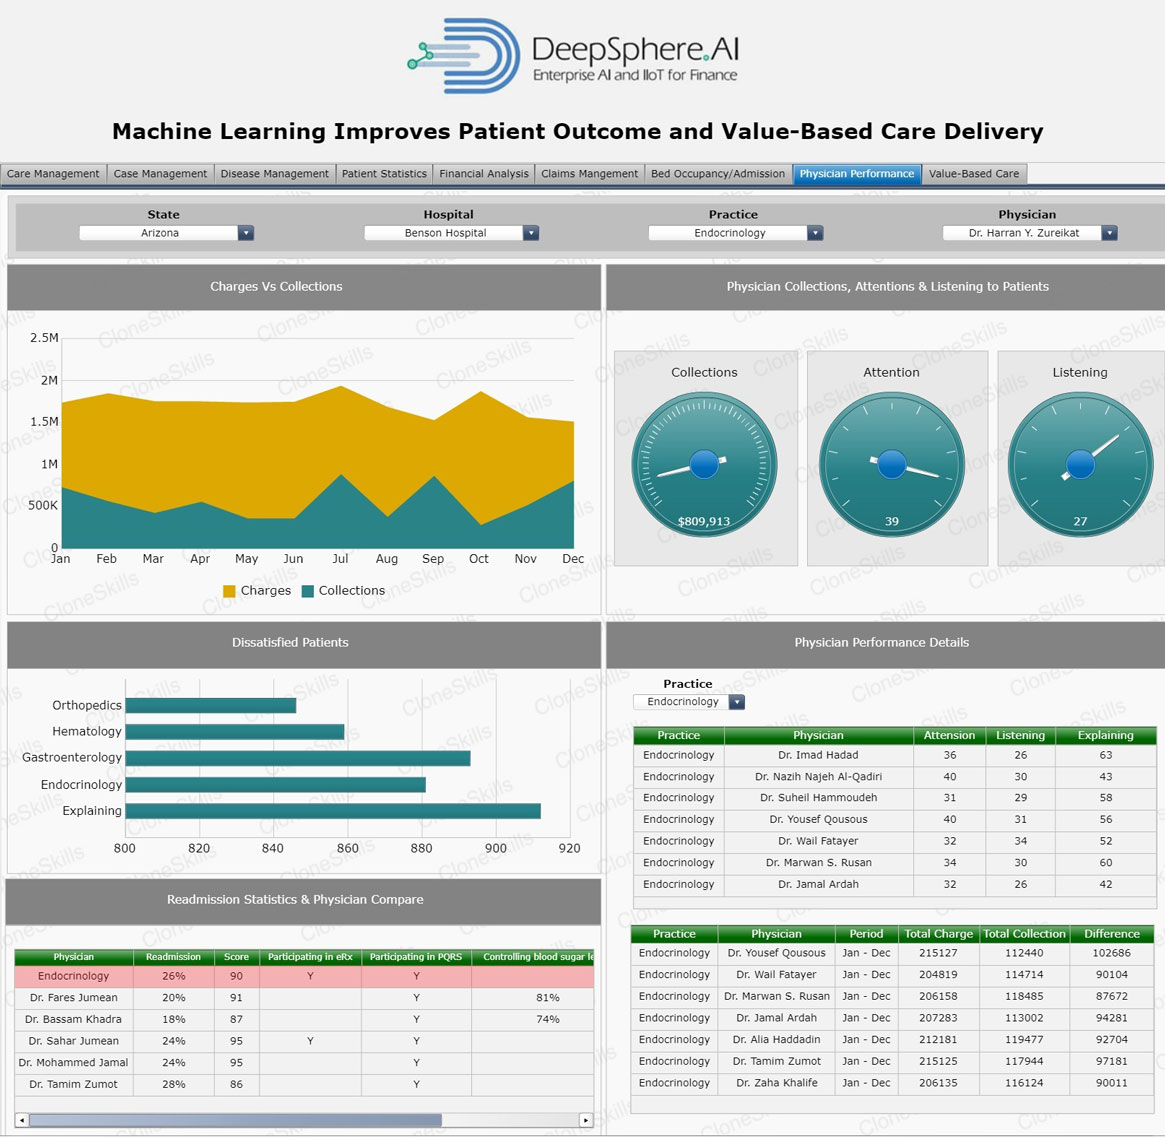 DeepSphere.AI
Enterprise AI and IIoT for Finance
Machine Learning Improves Patient Outcome and Value-Based Care Delivery
Care Management Case Management Disease Management Patient Statistics Financial Analysis Claims Mangement Bed Occupancy/Admission Physician Performance Value-Based Care
State Hospital Practice Physician
Arizona Benson Hospital Endocrinology Dr. Harran Y. Zureikat
Charges Vs Collections
2.5M
2M
1.5M
1M
500K
0
Jan Feb Mar Apr May Jun Jul Aug Sep Oct Nov Dec
Charges Collections
Physician Collections, Attentions & Listening to Patients
Collections Attention Listening
$809,913 39 27
Dissatisfied Patients
Orthopedics
Hematology
Gastroenterology
Endocrinology
Explaining
800 820 840 860 880 900 920
Physician Performance Details
Practice
Endocrinology
Practice Physician Attension Listening Explaining
Endocrinology Dr. Imad Hadad 36 26 63
Endocrinology Dr. Nazih Najeh Al-Qadiri 40 30 43
Endocrinology Dr. Suheil Hammoudeh 31 29 58
Endocrinology Dr. Yousef Qousous 40 31 56
Endocrinology Dr. Wail Fatayer 32 34 52
Endocrinology Dr. Marwan S. Rusan 34 30 60
Endocrinology Dr. Jamal Ardah 32 26 42
Readmission Statistics & Physician Compare
Physician Readmission Score Participating in eRx Participating in PQRS Controlling blood sugar le
Endocrinology 26% 90 Y Y
Dr. Fares Jumean 20% 91 Y 81%
Dr. Bassam Khadra 18% 87 Y 74%
Dr. Sahar Jumean 24% 95 Y Y
Dr. Mohammed Jamal 24% 95 Y
Dr. Tamim Zumot 28% 86 Y
Practice Physician Period Total Charge Total Collection Difference
Endocrinology Dr. Yousef Qousous Jan - Dec 215127 112440 102686
Endocrinology Dr. Wail Fatayer Jan - Dec 204819 114714 90104
Endocrinology Dr. Marwan S. Rusan Jan - Dec 206158 118485 87672
Endocrinology Dr. Jamal Ardah Jan - Dec 207283 113002 94281
Endocrinology Dr. Alia Haddadin Jan - Dec 212181 119477 92704
Endocrinology Dr. Tamim Zumot Jan - Dec 215125 117944 97181
Endocrinology Dr. Zaha Khalife Jan - Dec 206135 116124 90011
CloneSkills